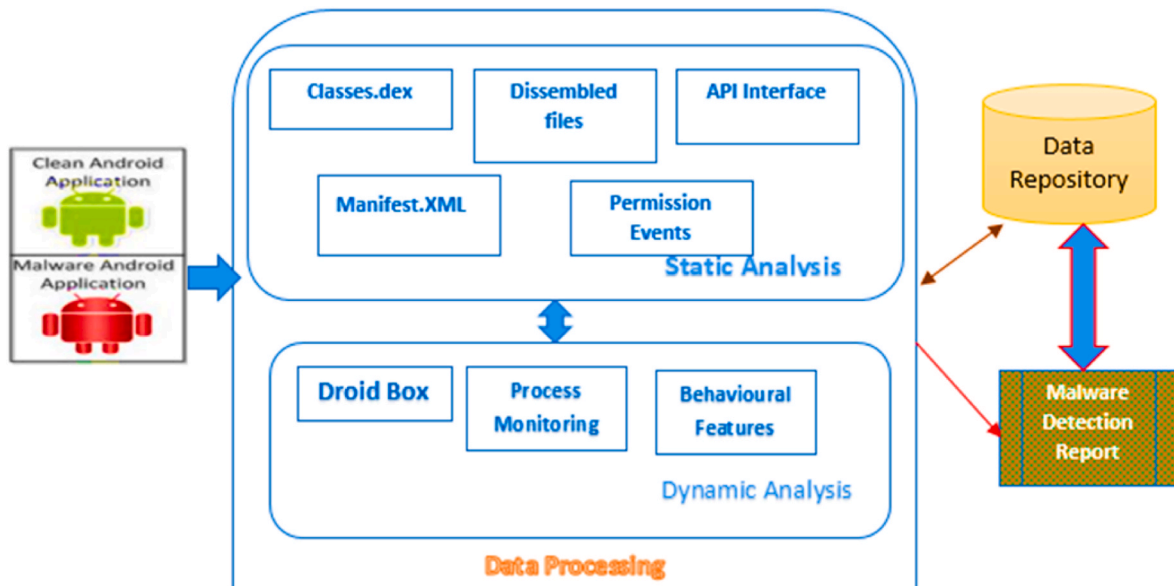 Clean Android
Application
Malware Android
Application
Classes.dex
Dissembled
files
API Interface
Manifest.XML
Permission
Events
Static Analysis
Droid Box
Process
Monitoring
Behavioural
Features
Dynamic Analysis
Data Processing
Data
Repository
Malware
Detection
Report